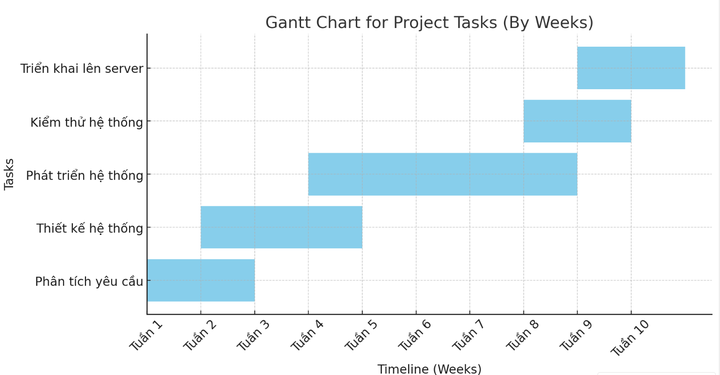 Gantt Chart for Project Tasks (By Weeks)
Tasks
Triển khai lên server
Kiểm thử hệ thống
Phát triển hệ thống
Thiết kế hệ thống
Phân tích yêu cầu
Tuần 1
Tuần 2
Tuần 3
Tuần 4
Tuần 5
Tuần 6
Tuần 7
Tuần 8
Tuần 9
Tuần 10
Timeline (Weeks)